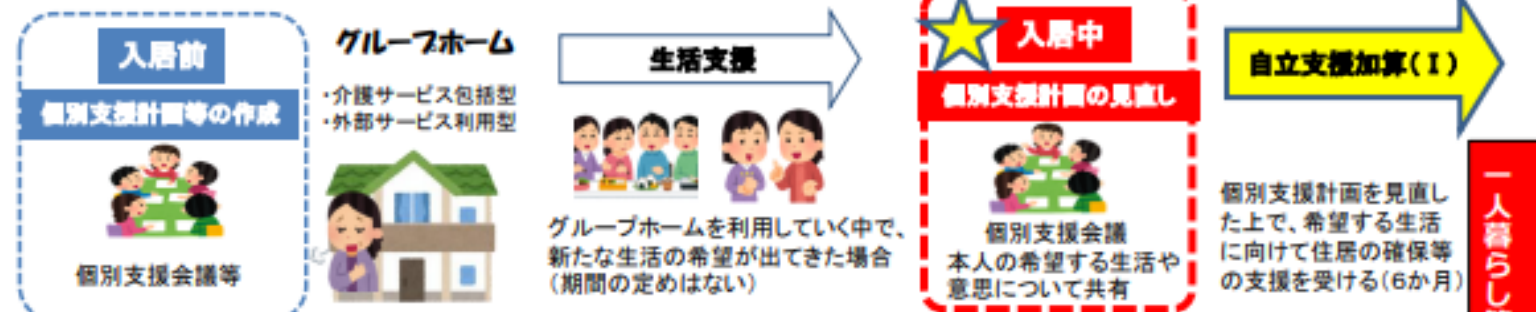 入居前
個別支援計画等の作成
個別支援会議等
グループホーム
・介護サービス包括型
・外部サービス利用型
生活支援
グループホームを利用していく中で、
新たな生活の希望が出てきた場合
（期間の定めはない）
入居中
個別支援計画の見直し
個別支援会議
本人の希望する生活や
意思について共有
自立支援加算(Ⅰ)
個別支援計画を見直し
た上で、希望する生活
に向けて住居の確保等
の支援を受ける（6か月）
一人暮らし